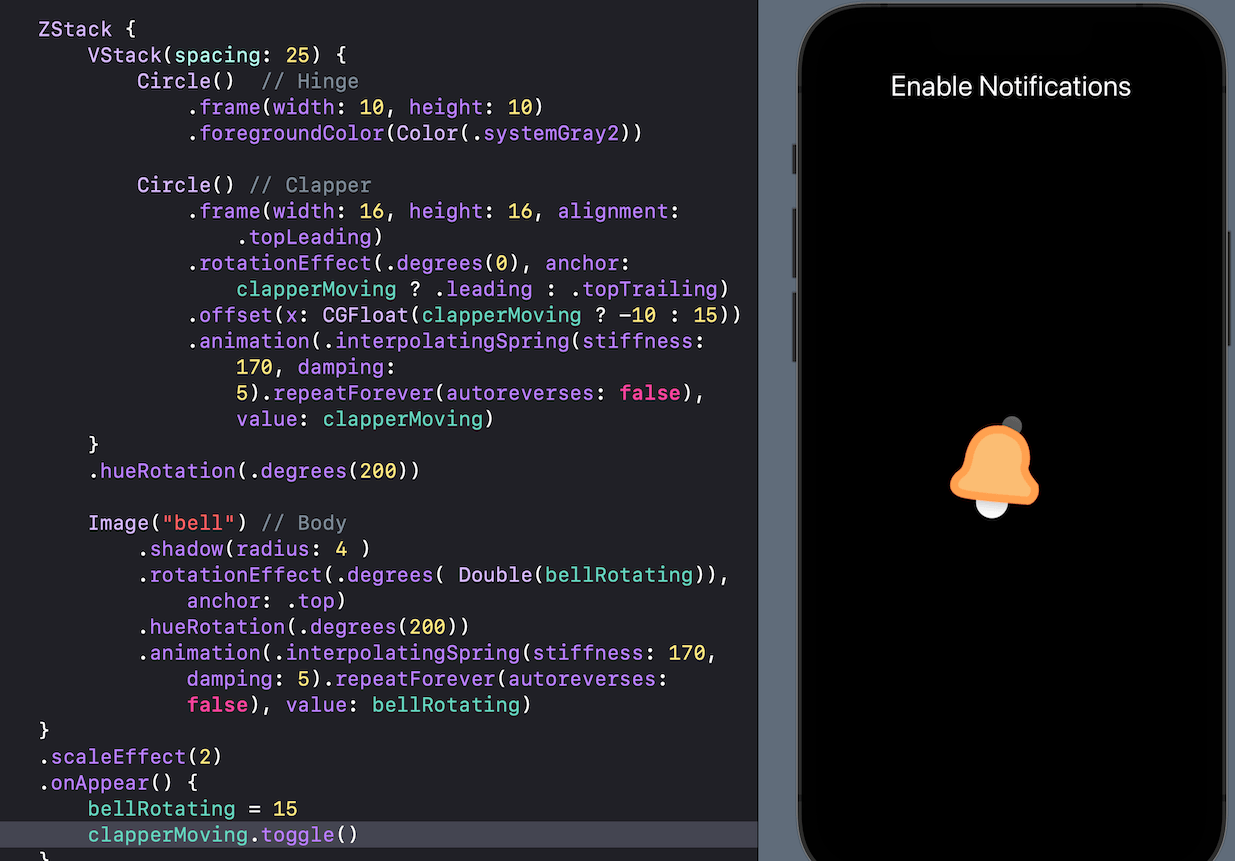 ZStack {
VStack(spacing: 25) {
Circle()  // Hinge
.frame(width: 10, height: 10)
.foregroundColor(Color(.systemGray2))
Circle() // Clapper
.frame(width: 16, height: 16, alignment:
.topLeading)
.rotationEffect(.degrees(0), anchor:
clapperMoving ? .leading : .topTrailing)
.offset(x: CGFloat(clapperMoving ? -10 : 15))
.animation(.interpolatingSpring(stiffness:
170, damping:
5).repeatForever(autoreverses: false),
value: clapperMoving)
}
.hueRotation(.degrees(200))
Image("bell") // Body
.shadow(radius: 4 )
.rotationEffect(.degrees( Double(bellRotating)),
anchor: .top)
.hueRotation(.degrees(200))
.animation(.interpolatingSpring(stiffness: 170,
damping: 5).repeatForever(autoreverses:
false), value: bellRotating)
}
.scaleEffect(2)
.onAppear() {
bellRotating = 15
clapperMoving.toggle()
}
Enable Notifications